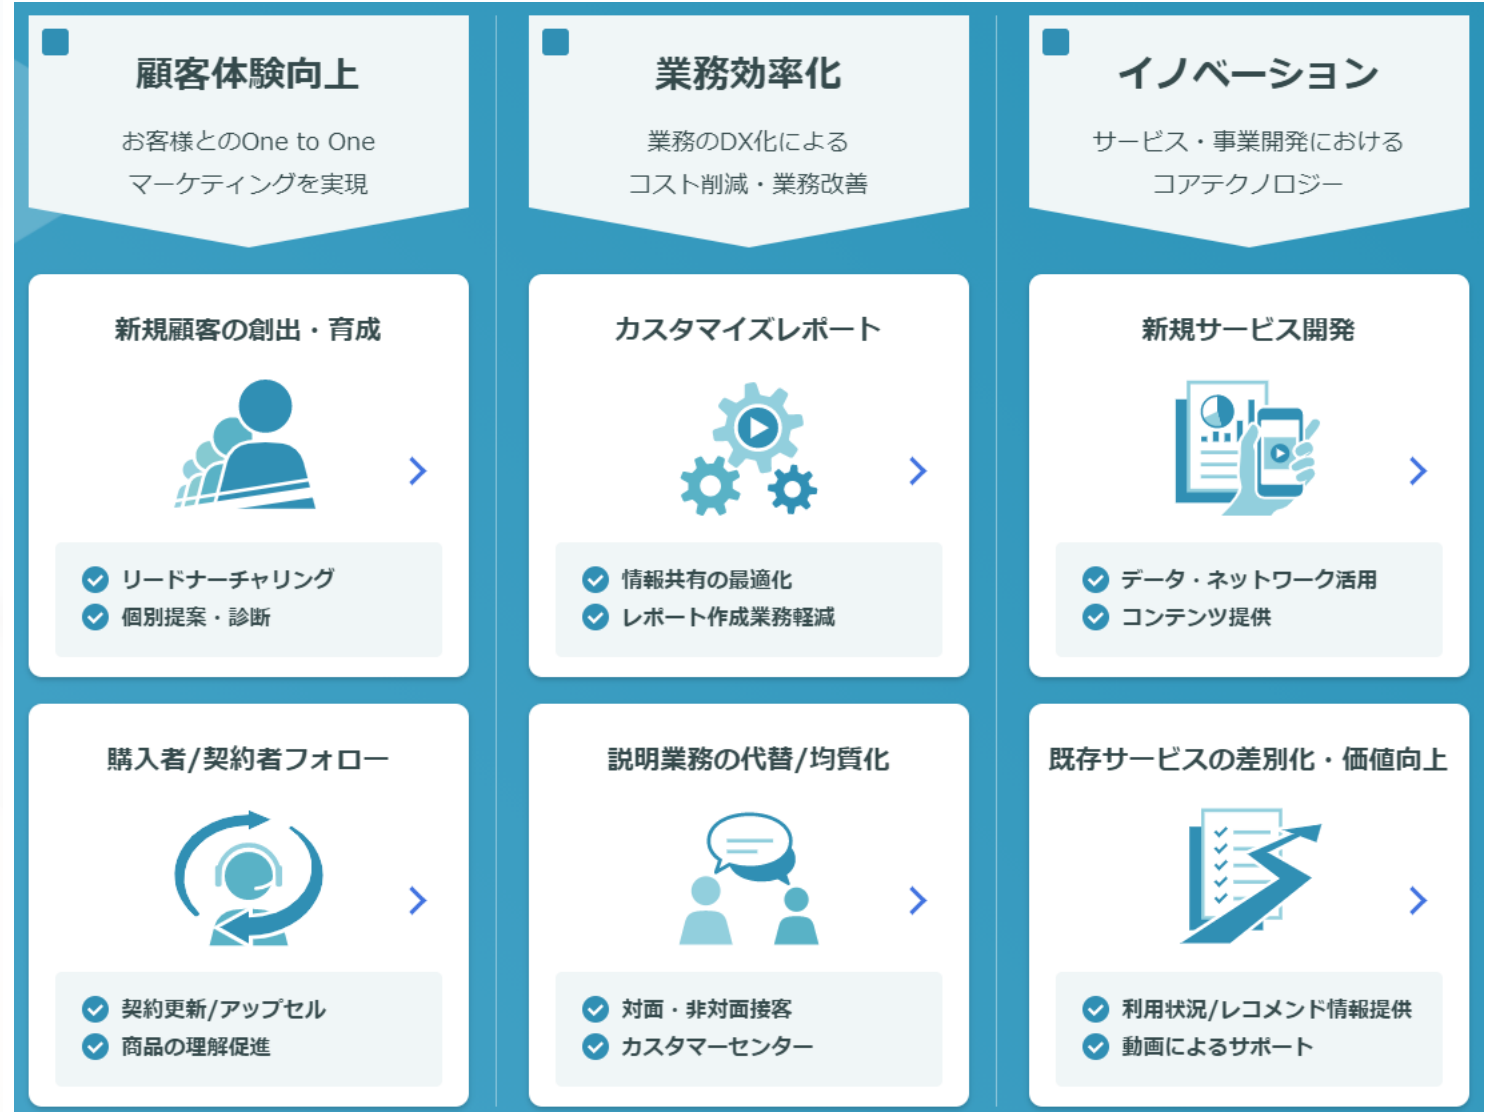 顧客体験向上
お客様とのOne to One
マーケティングを実現
新規顧客の創出・育成
リードナーチャリング
個別提案・診断
購入者/契約者フォロー
契約更新/アップセル
商品の理解促進
業務効率化
業務のDX化による
コスト削減・業務改善
カスタマイズレポート
情報共有の最適化
レポート作成業務軽減
説明業務の代替/均質化
対面・非対面接客
カスタマーセンター
イノベーション
サービス・事業開発における
コアテクノロジー
新規サービス開発
データ・ネットワーク活用
コンテンツ提供
既存サービスの差別化・価値向上
利用状況/レコメンド情報提供
動画によるサポート